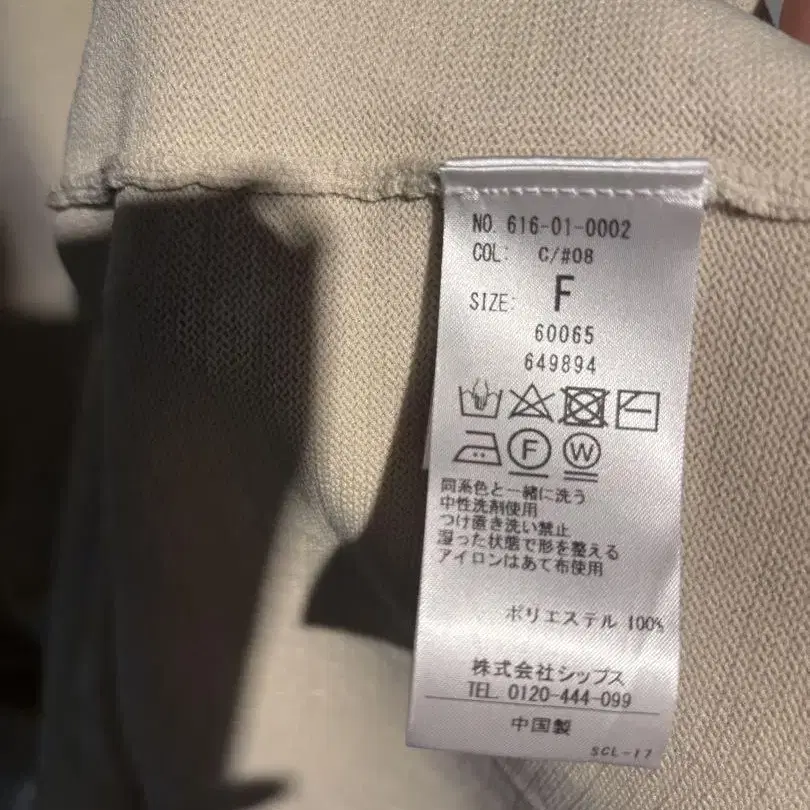 NO. 616-01-0002
COL: C/#08
SIZE: F
60065
649894
F W
同系色と一緒に洗う
中性洗剤使用
つけ置き洗い禁止
湿った状態で形を整える
アイロンはあて布使用
ポリエステル 100%
株式会社シップス
TEL. 0120-444-099
中国製
SCL-17